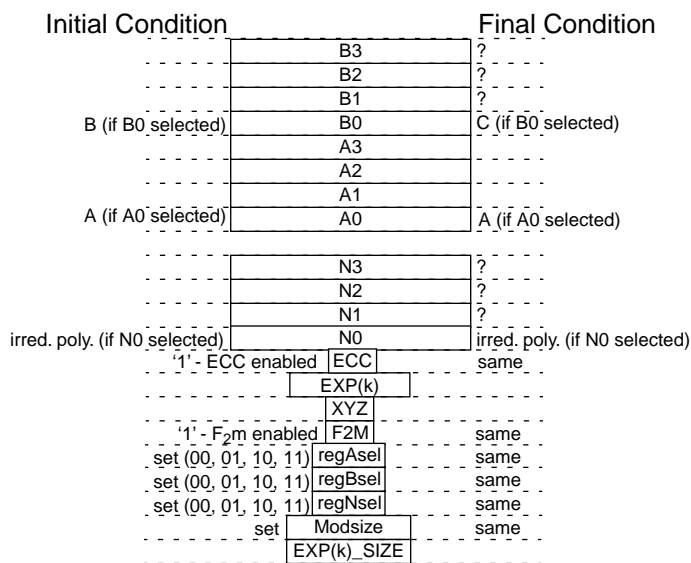 Initial Condition Final Condition
B3 ?
B2 ?
B1 ?
B (if B0 selected) B0 C (if B0 selected)
A3
A2
A1
A (if A0 selected) A0 A (if A0 selected)
N3 ?
N2 ?
N1 ?
irred. poly. (if N0 selected) N0 irred. poly. (if N0 selected)
‘1’ - ECC enabled ECC same
EXP(k)
XYZ
‘1’ - F2m enabled F2M same
set (00, 01, 10, 11) regAsel same
set (00, 01, 10, 11) regBsel same
set (00, 01, 10, 11) regNsel same
set Modsize same
EXP(k)_SIZE